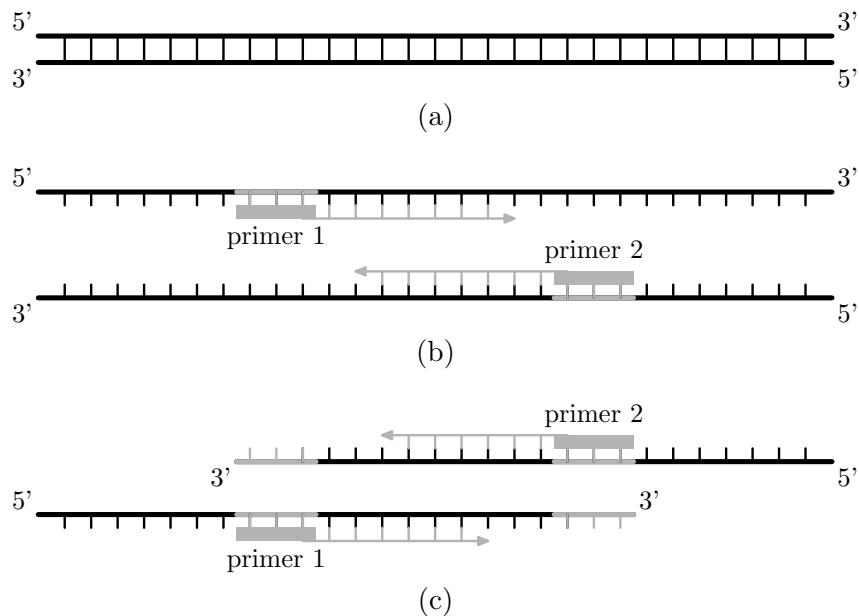 5’ 3’
3’ 5’
(a)
5’ 3’
primer 1
primer 2
3’ 5’
(b)
primer 2
3’ 5’
5’ 3’
primer 1
(c)